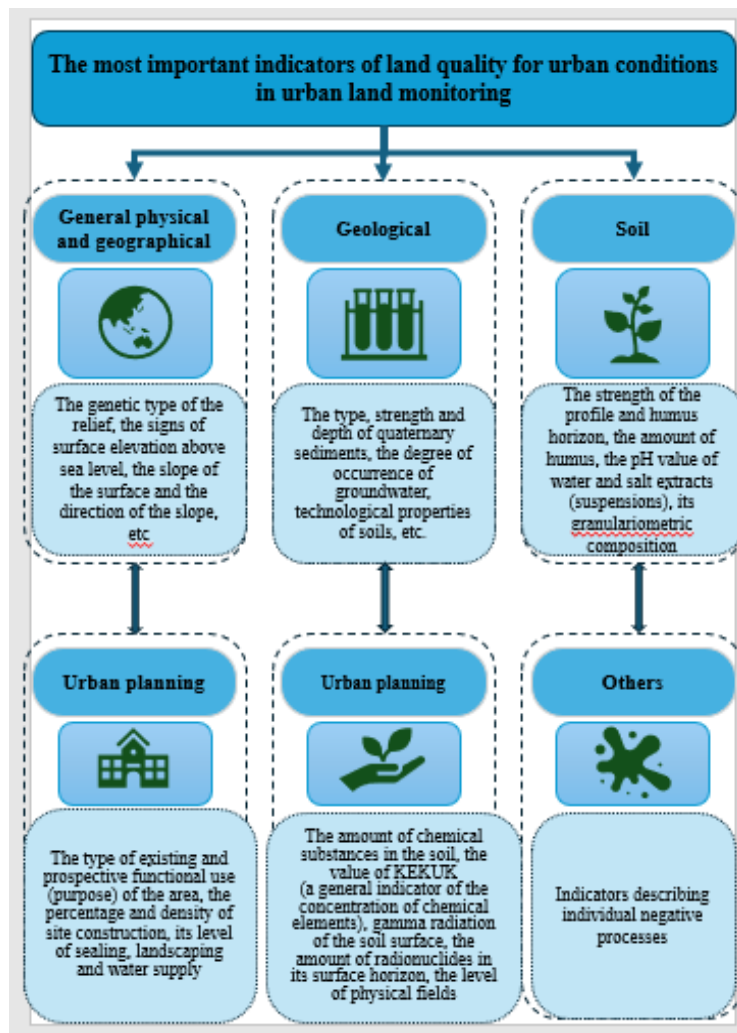 The most important indicators of land quality for urban conditions
in urban land monitoring
General physical
and geographical
Geological
Soil
The genetic type of the
relief, the signs of
surface elevation above
sea level, the slope of
the surface and the
direction of the slope,
etc
The type, strength and
depth of quaternary
sediments, the degree of
occurrence of
groundwater,
technological properties
of soils, etc.
The strength of the
profile and humus
horizon, the amount of
humus, the pH value of
water and salt extracts
(suspensions), its
granulariometric
composition
Urban planning
Urban planning
Others
The type of existing and
prospective functional use
(purpose) of the area, the
percentage and density of
site construction, its level
of sealing, landscaping
and water supply
The amount of chemical
substances in the soil, the
value of KEKUK
(a general indicator of the
concentration of chemical
elements), gamma radiation
of the soil surface, the
amount of radionuclides in
its surface horizon, the level
of physical fields
Indicators describing
individual negative
processes